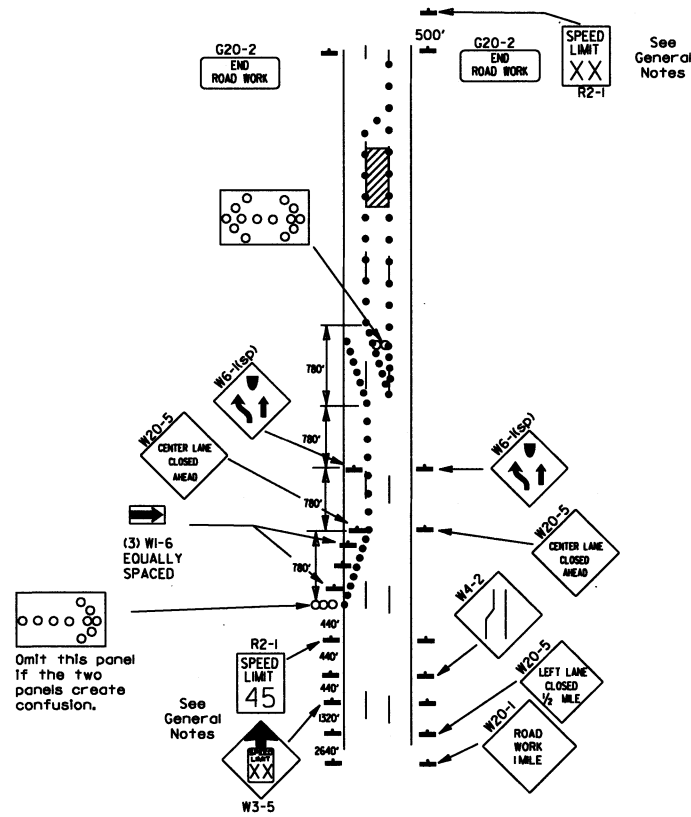 500'
SPEED
LIMIT
XX
R2-1
See
General
Notes
G20-2
END
ROAD WORK
G20-2
END
ROAD WORK
780'
W6-1(sp)
780'
W20-5
CENTER LANE
CLOSED
AHEAD
780'
W6-1(sp)
(3) W1-6
EQUALLY
SPACED
780'
W20-5
CENTER LANE
CLOSED
AHEAD
Omit this panel
if the two
panels create
confusion.
440'
R2-1
SPEED
LIMIT
45
440'
W4-2
440'
W20-5
LEFT LANE
CLOSED
1/2 MILE
See
General
Notes
1320'
SPEED
LIMIT
XX
W3-5
2640'
W20-1
ROAD
WORK
1 MILE